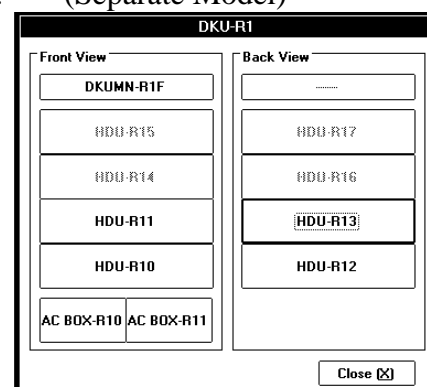 (Separate Model)
DKU-R1
Front View
DKUMN-R1F
HDU-R15
HDU-R14
HDU-R11
HDU-R10
AC BOX-R10 AC BOX-R11
Back View
---------
HDU-R17
HDU-R16
HDU-R13
HDU-R12
Close (X)